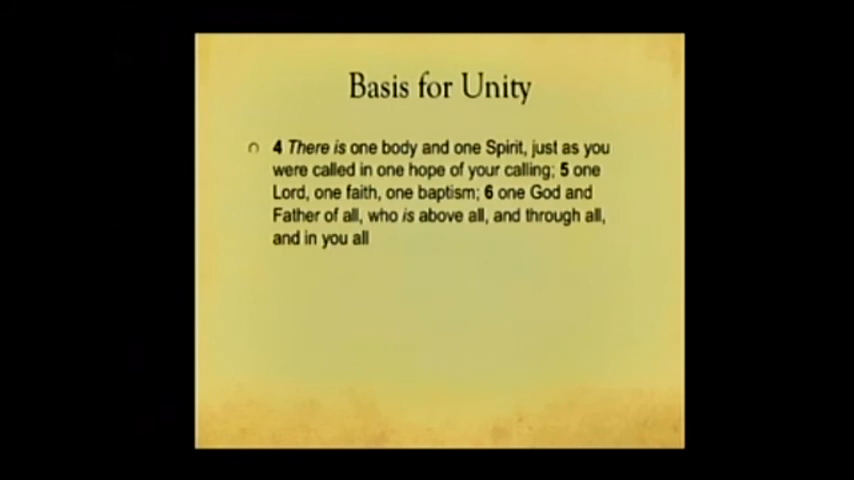 Basis for Unity
4 There is one body and one Spirit, just as you
were called in one hope of your calling; 5 one
Lord, one faith, one baptism; 6 one God and
Father of all, who is above all, and through all,
and in you all